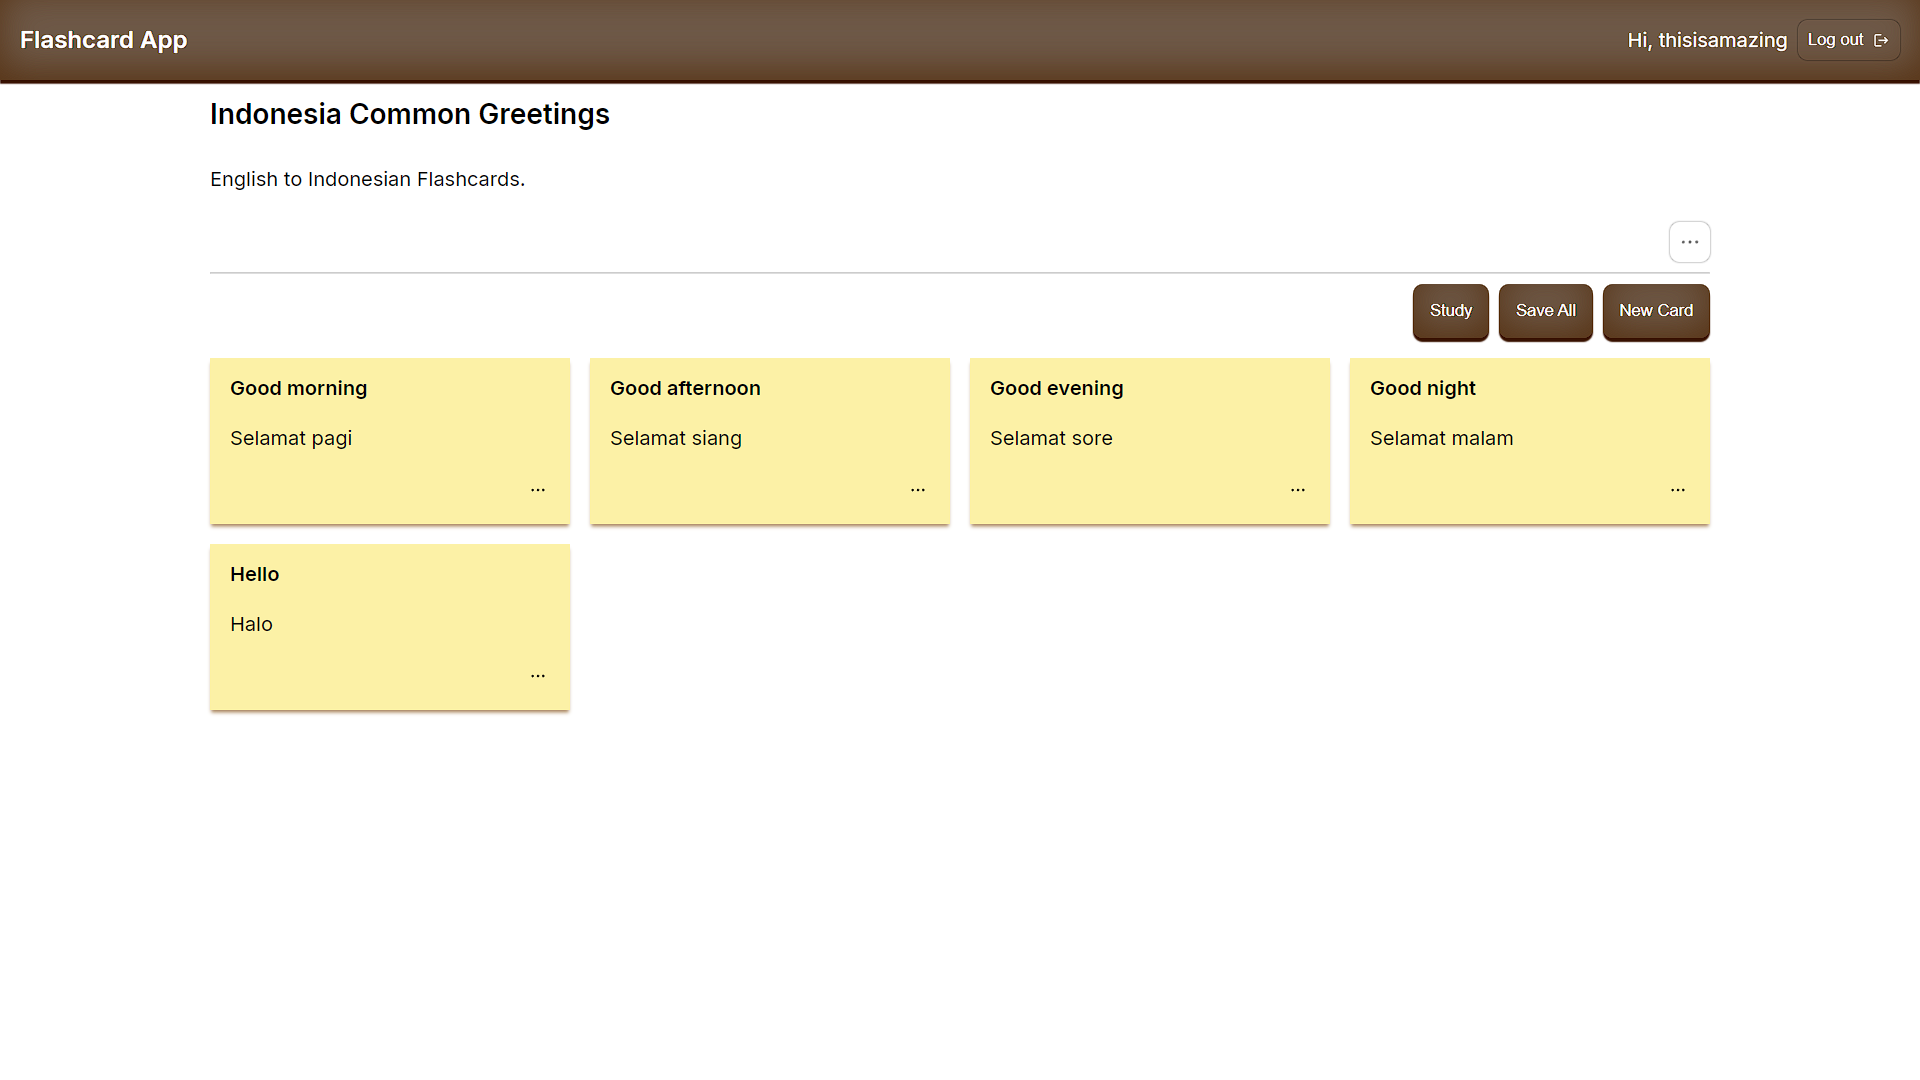 Flashcard App
Hi, thisisamazing
Log out
Indonesia Common Greetings
English to Indonesian Flashcards.
...
Study
Save All
New Card
Good morning
Selamat pagi
...
Good afternoon
Selamat siang
...
Good evening
Selamat sore
...
Good night
Selamat malam
...
Hello
Halo
...